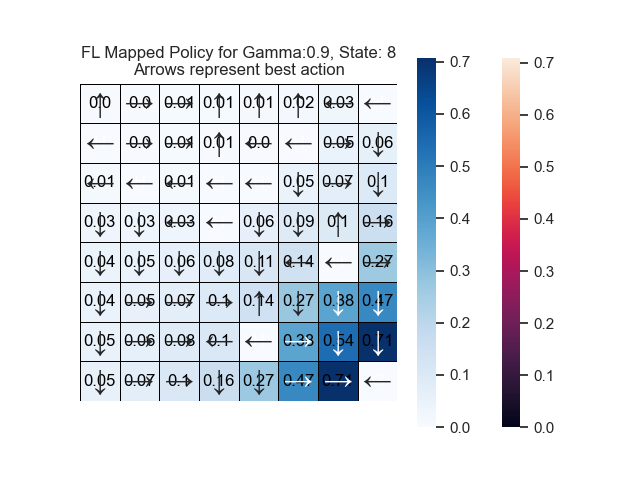 FL Mapped Policy for Gamma:0.9, State: 8
Arrows represent best action
0.0 0.0 0.01 0.01 0.01 0.02 0.03
0.0 0.01 0.01 0.0 0.05 0.06
0.01 0.01 0.05 0.07 0.1
0.03 0.03 0.03 0.06 0.09 0.1 0.16
0.04 0.05 0.06 0.08 0.11 0.14 0.27
0.04 0.05 0.07 0.1 0.14 0.27 0.38 0.47
0.05 0.06 0.08 0.1 0.33 0.54 0.71
0.05 0.07 0.1 0.16 0.27 0.47
0.7
0.6
0.5
0.4
0.3
0.2
0.1
0.0
0.7
0.6
0.5
0.4
0.3
0.2
0.1
0.0